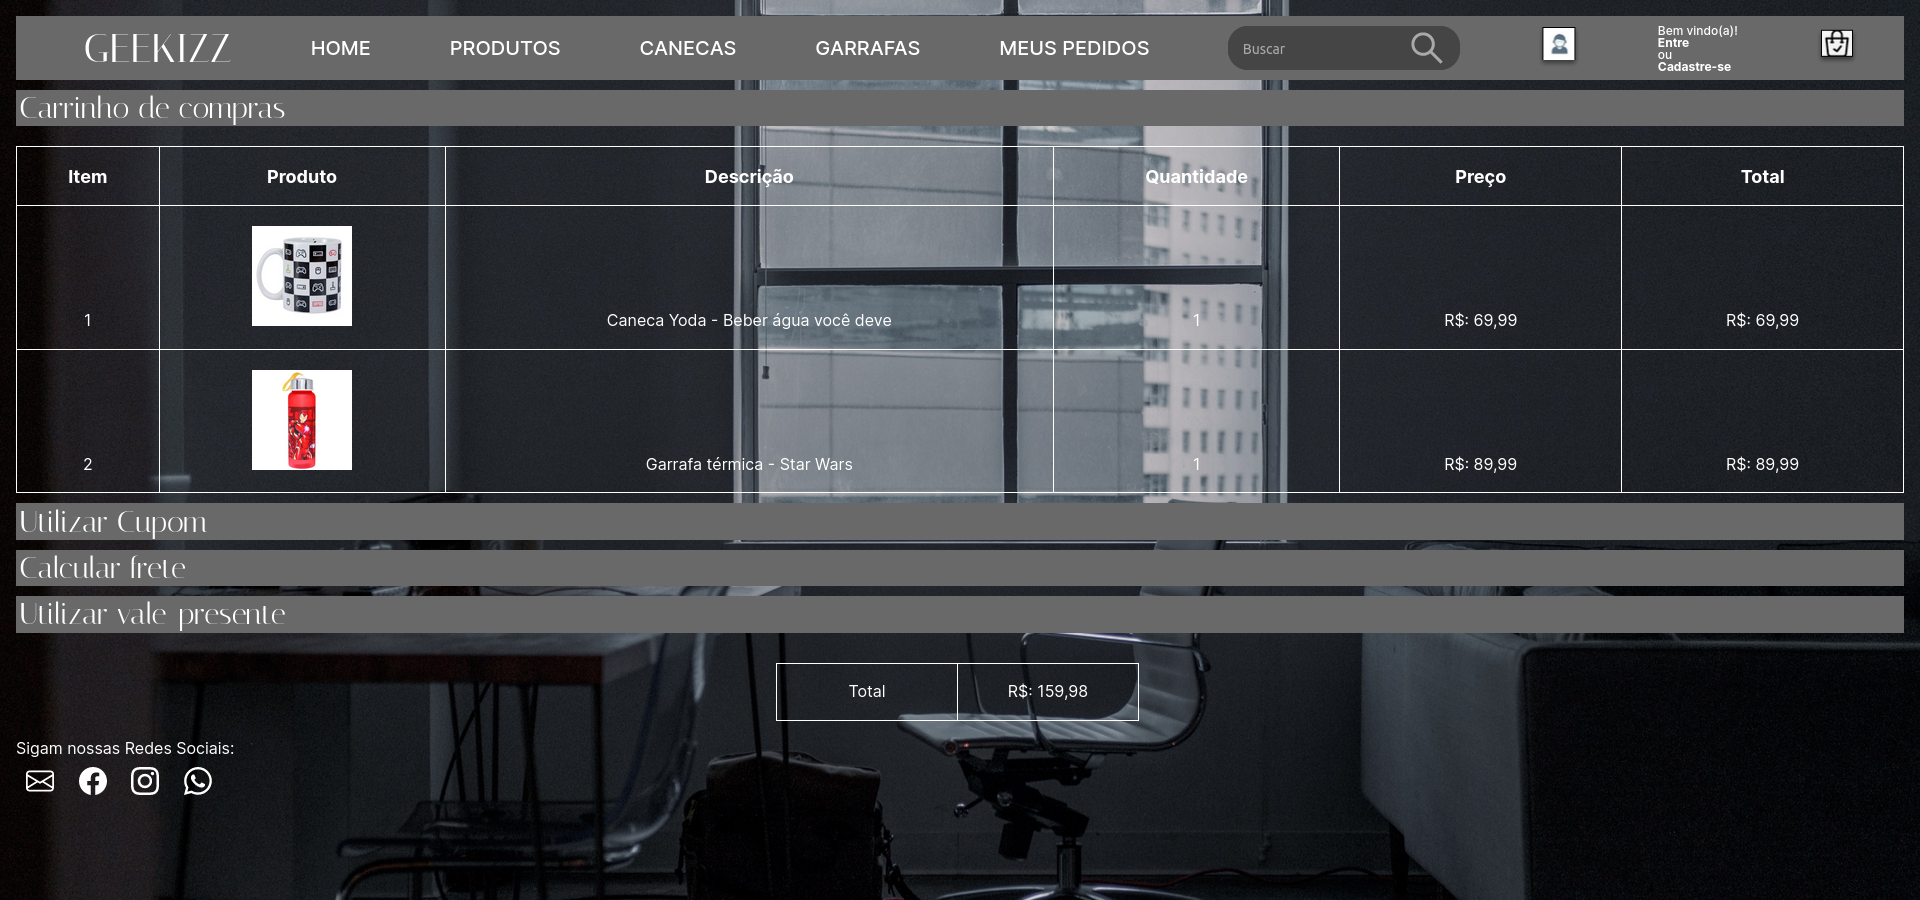 GEEKIZZ HOME PRODUTOS CANECAS GARRAFAS MEUS PEDIDOS Buscar
Bem vindo(a)!
Entre
ou
Cadastre-se
Carrinho de compras
Item Produto Descrição Quantidade Preço Total
1 Caneca Yoda - Beber água você deve 1 R$: 69,99 R$: 69,99
2 Garrafa térmica - Star Wars 1 R$: 89,99 R$: 89,99
Utilizar Cupom
Calcular frete
Utilizar vale presente
Total R$: 159,98
Sigam nossas Redes Sociais: